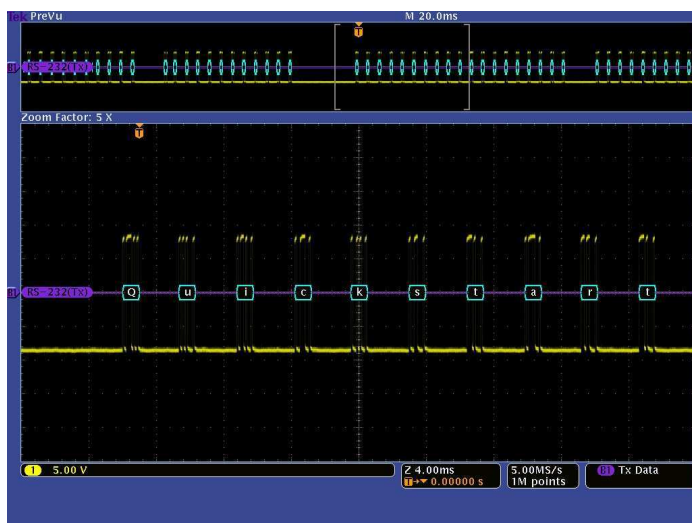 Tek PreVu M 20.0ms
T
B1 RS-232(Tx)
Zoom Factor: 5 X
T
B1 RS-232(Tx) Q u i c k s t a r t
1 5.00 V Z 4.00ms 5.00MS/s B1 Tx Data
T→▼ 0.00000 s 1M points